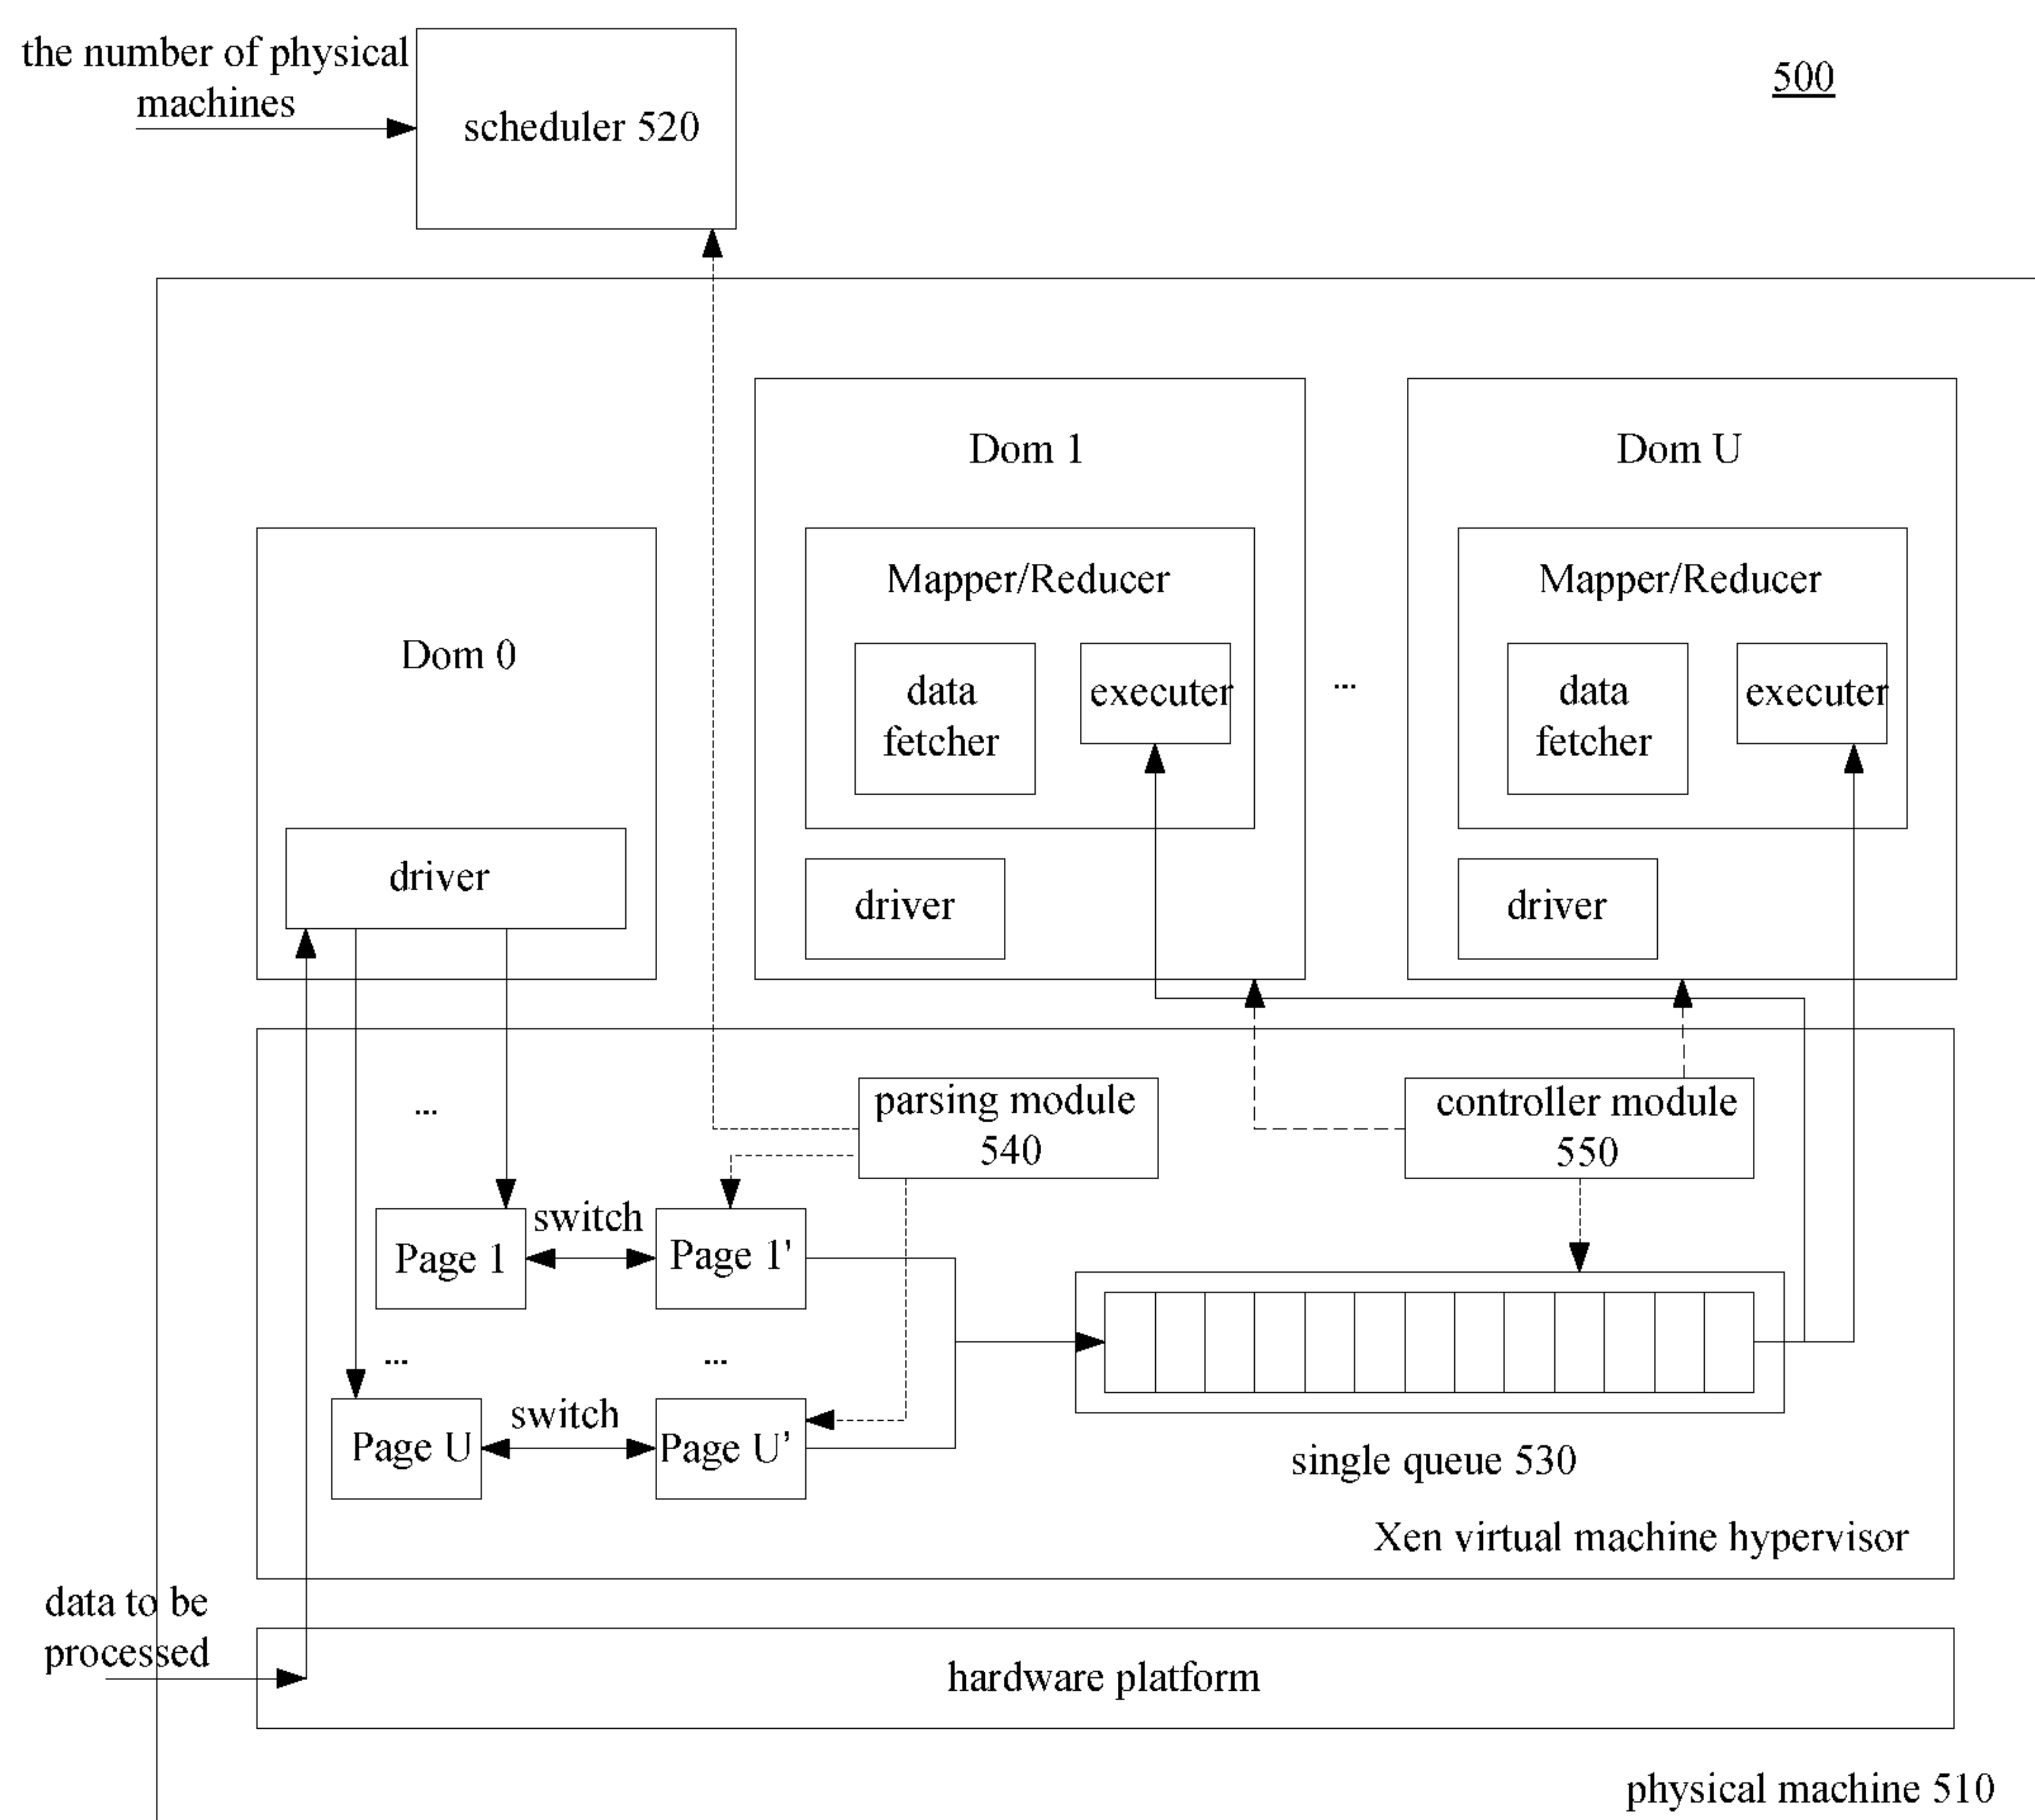 the number of physical
machines
scheduler 520
500
Dom 1
Dom U
Mapper/Reducer
Mapper/Reducer
Dom 0
data
fetcher
executer
...
data
fetcher
executer
driver
driver
driver
...
parsing module
540
controller module
550
switch
Page 1
Page 1'
...
...
switch
Page U
Page U'
single queue 530
Xen virtual machine hypervisor
data to be
processed
hardware platform
physical machine 510